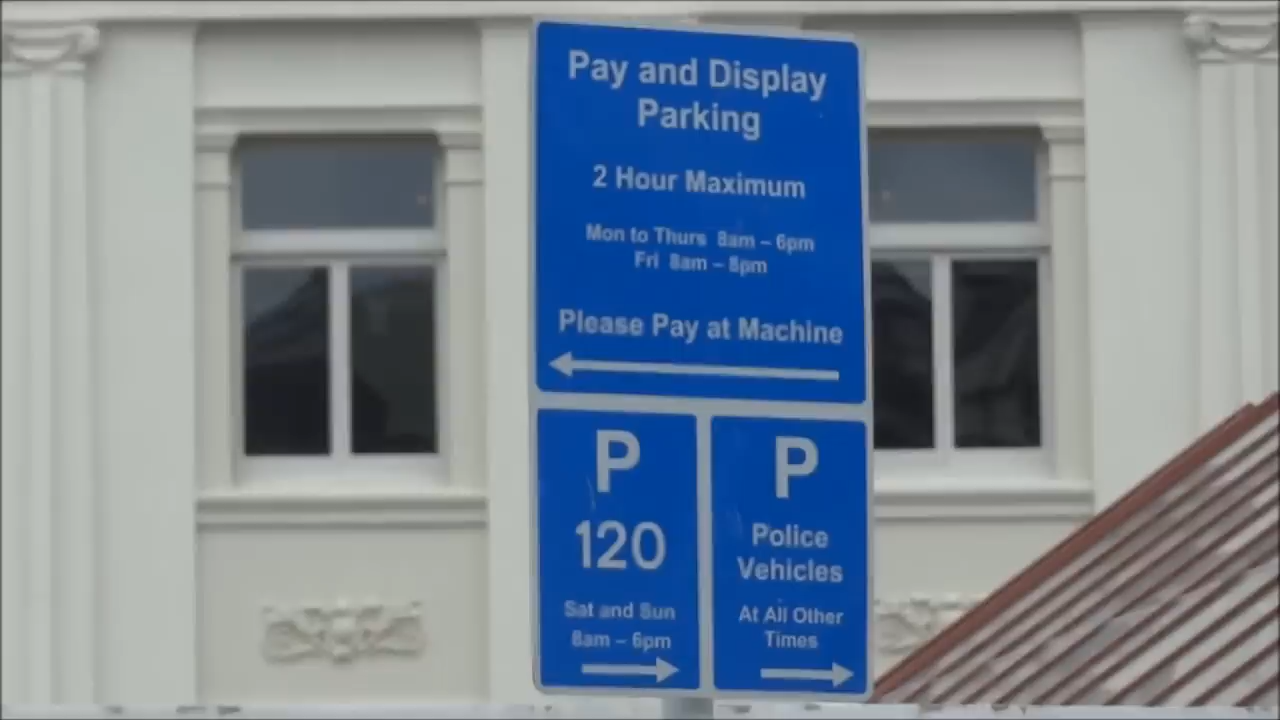 Pay and Display
Parking
2 Hour Maximum
Mon to Thurs 8am – 6pm
Fri 8am – 8pm
Please Pay at Machine
P
120
Sat and Sun
8am – 6pm
P
Police
Vehicles
At All Other
Times